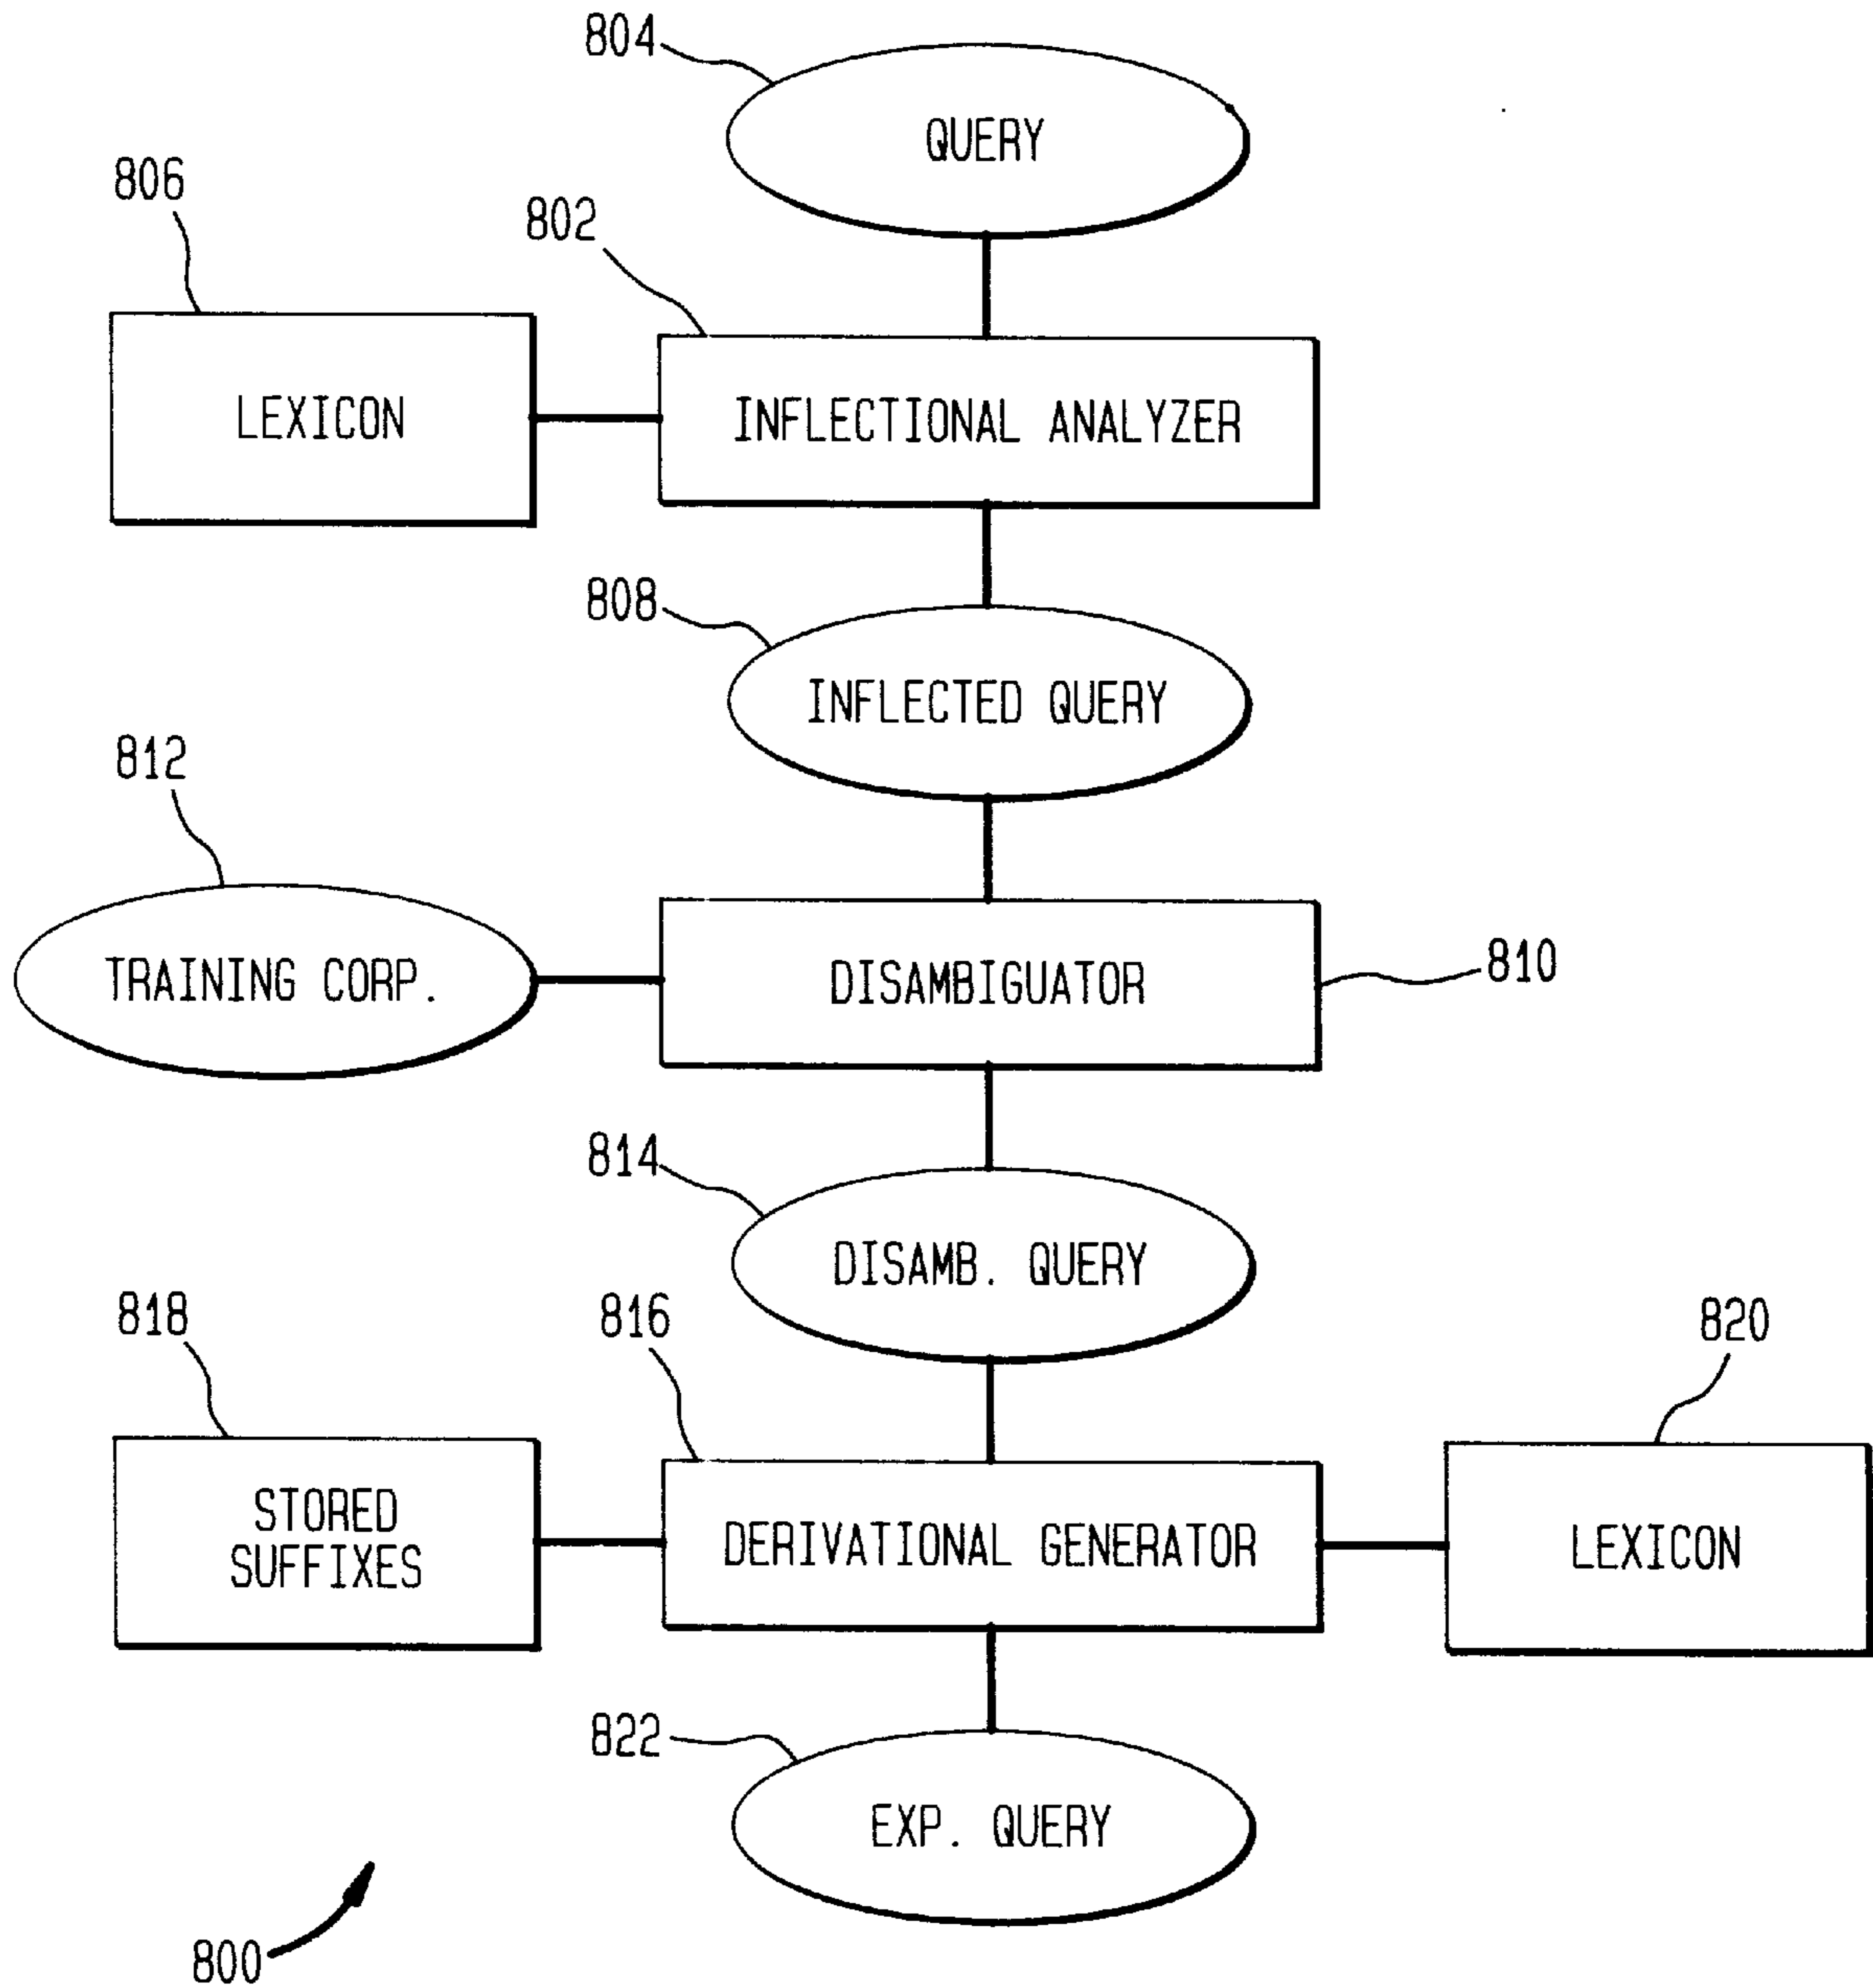 804
QUERY
806
802
LEXICON
INFLECTIONAL ANALYZER
808
INFLECTED QUERY
812
TRAINING CORP.
DISAMBIGUATOR
810
814
DISAMB. QUERY
818
816
820
STORED
SUFFIXES
DERIVATIONAL GENERATOR
LEXICON
822
EXP. QUERY
800